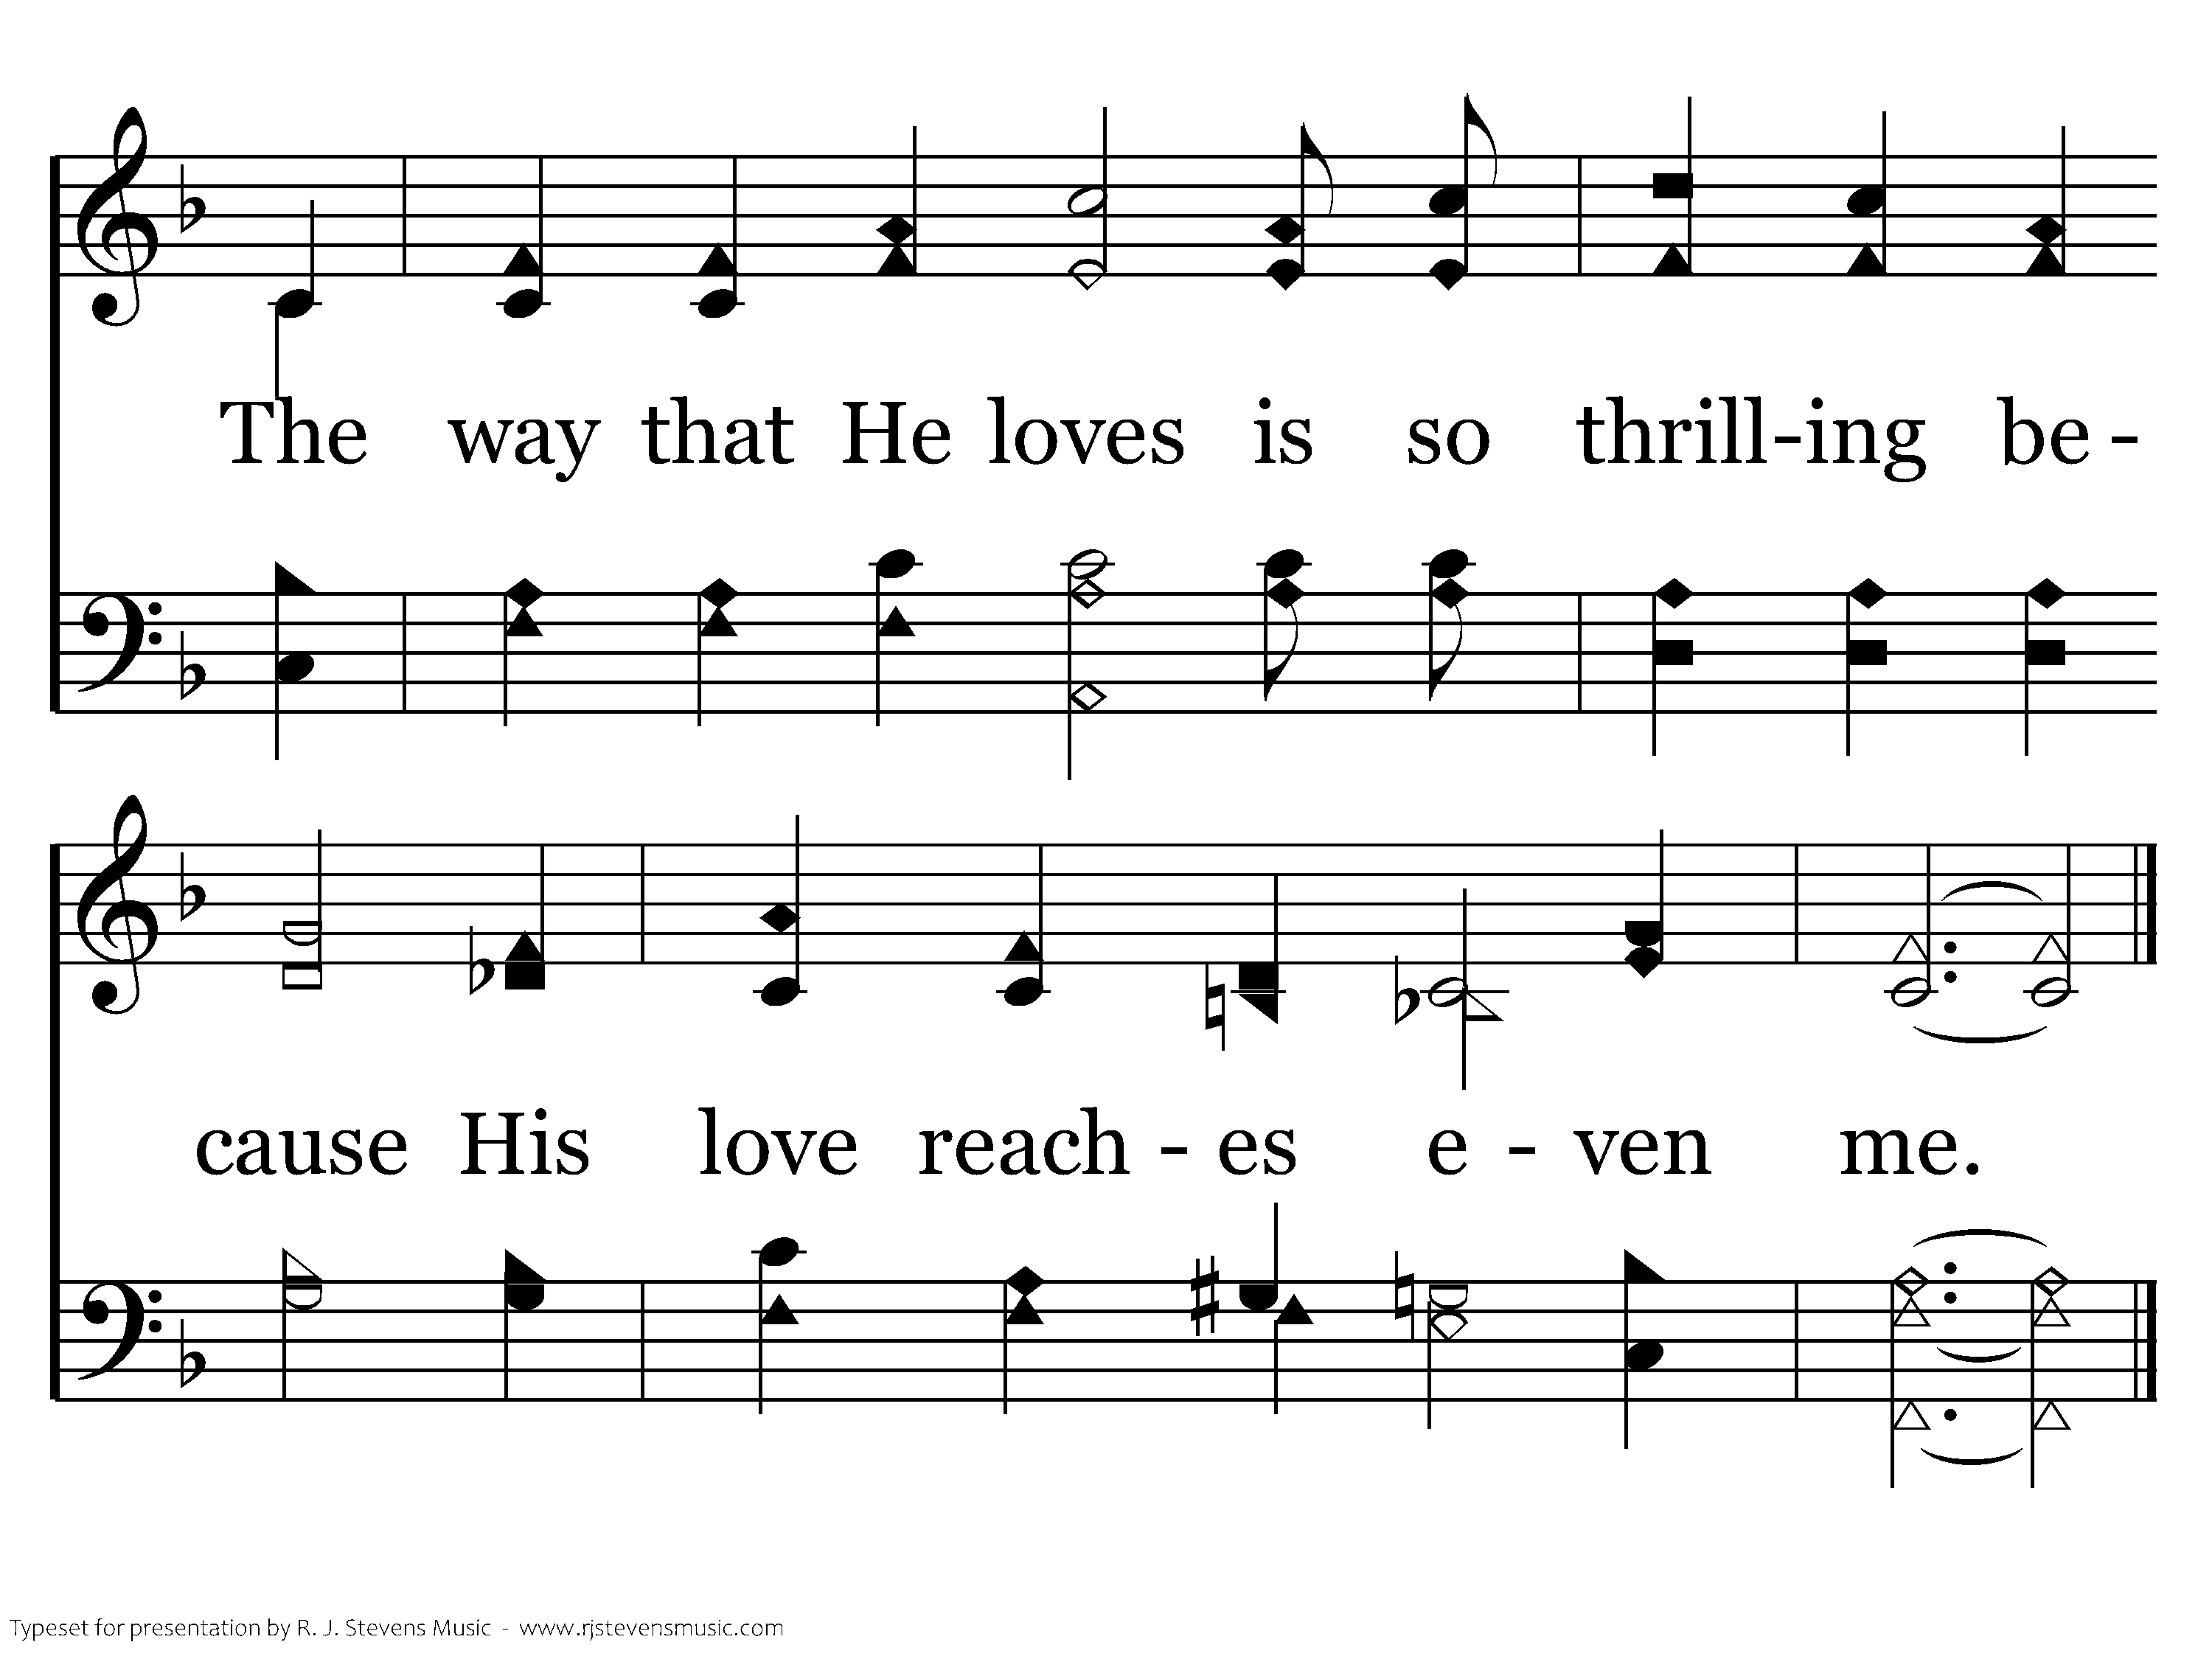 The way that He loves is so thrill-ing be-
cause His love reach-es e-ven me.
Typeset for presentation by R. J. Stevens Music - www.rjstevensmusic.com